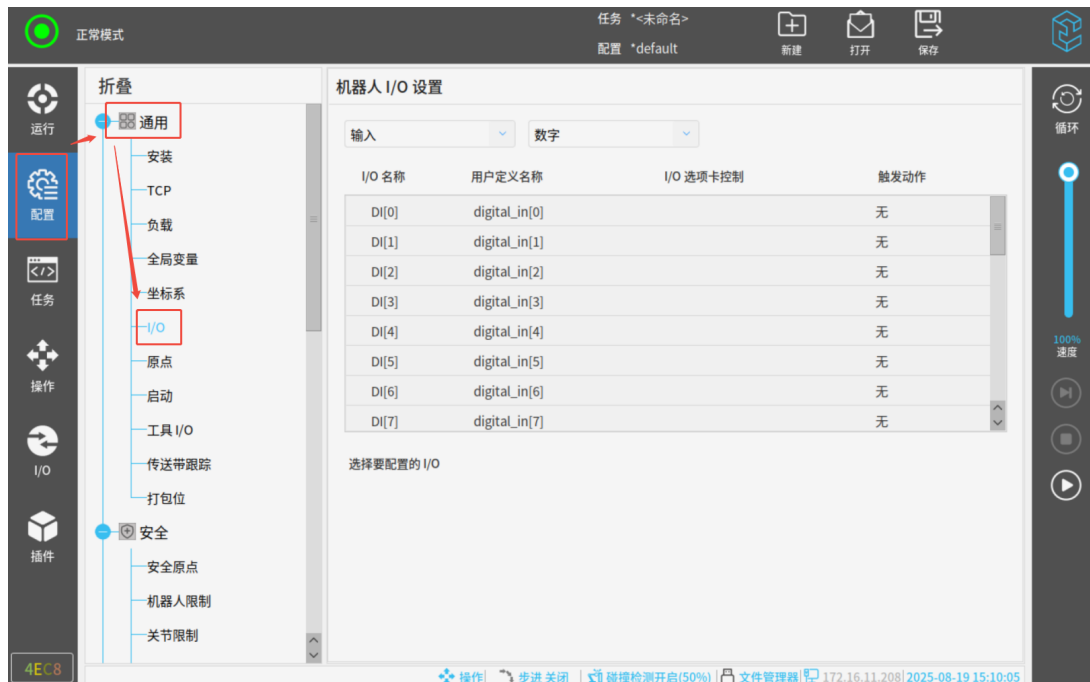 正常模式
任务 *<未命名>
配置 *default
新建
打开
保存
运行
配置
任务
操作
I/O
插件
4EC8
折叠
通用
安装
TCP
负载
全局变量
坐标系
I/O
原点
启动
工具 I/O
传送带跟踪
打包位
安全
安全原点
机器人限制
关节限制
机器人 I/O 设置
输入 数字
I/O 名称 用户定义名称 I/O 选项卡控制 触发动作
DI[0] digital_in[0] 无
DI[1] digital_in[1] 无
DI[2] digital_in[2] 无
DI[3] digital_in[3] 无
DI[4] digital_in[4] 无
DI[5] digital_in[5] 无
DI[6] digital_in[6] 无
DI[7] digital_in[7] 无
选择要配置的 I/O
循环
100%
速度
操作| 步进 关闭 | 碰撞检测开启(50%) | 文件管理器| 172.16.11.208| 2025-08-19 15:10:05